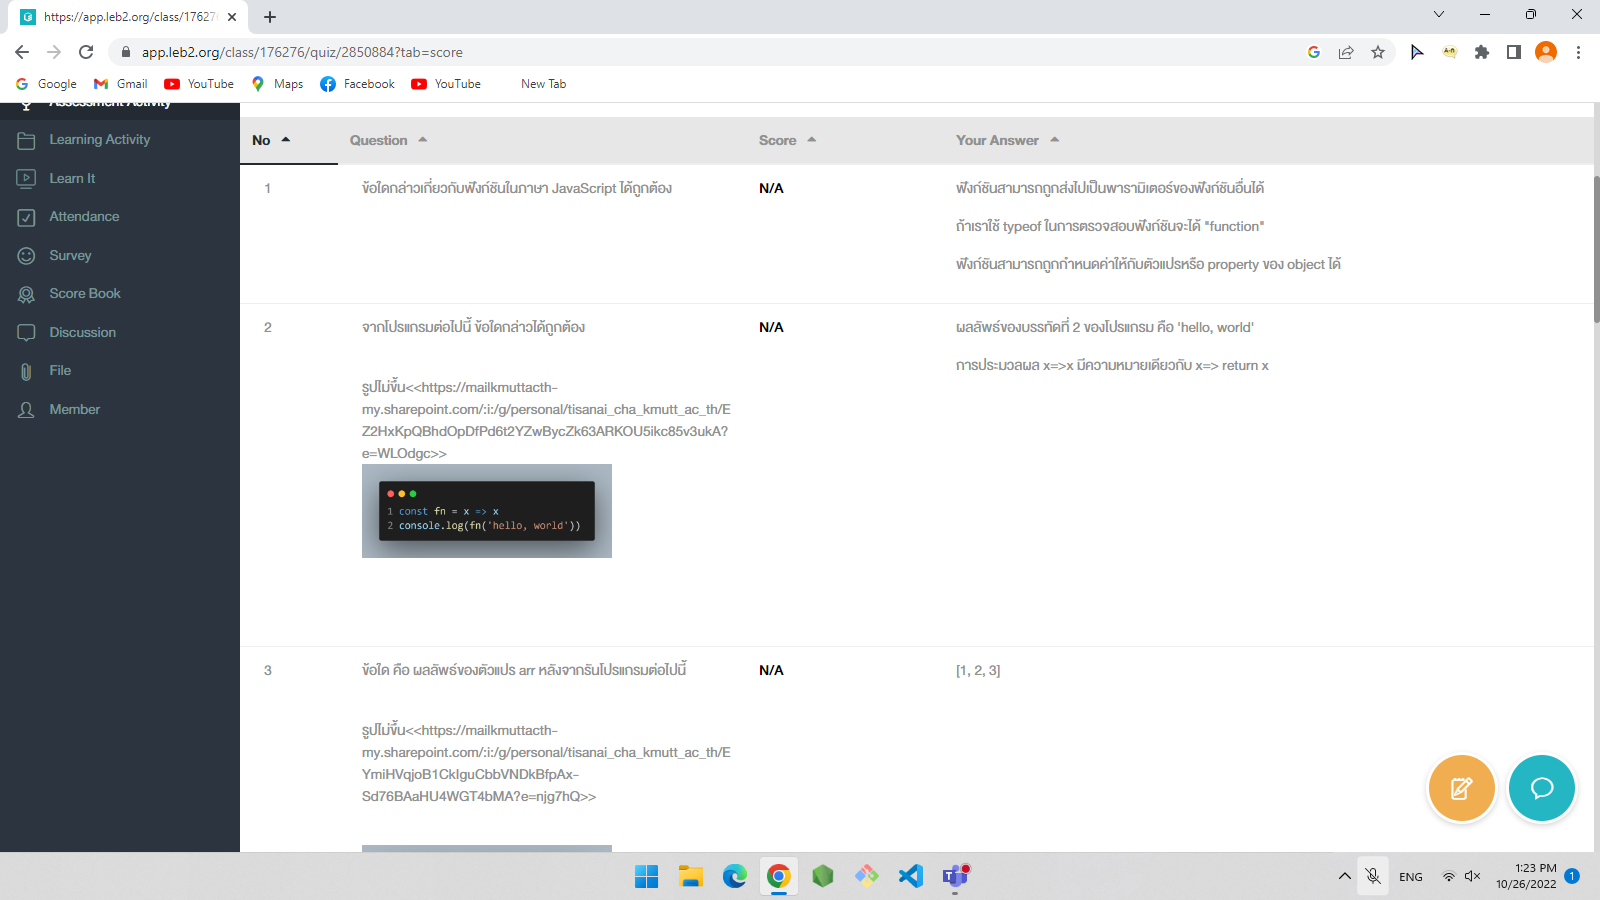 https://app.leb2.org/class/17627
app.leb2.org/class/176276/quiz/2850884?tab=score
Google
Gmail
YouTube
Maps
Facebook
YouTube
New Tab
Assessment Activity
Learning Activity
Learn It
Attendance
Survey
Score Book
Discussion
File
Member
No Question Score Your Answer
1 ข้อใดกล่าวเกี่ยวกับฟังก์ชันในภาษา JavaScript ได้ถูกต้อง N/A ฟังก์ชันสามารถถูกส่งไปเป็นพารามิเตอร์ของฟังก์ชันอื่นได้
ถ้าเราใช้ typeof ในการตรวจสอบฟังก์ชันจะได้ "function"
ฟังก์ชันสามารถถูกกำหนดค่าให้กับตัวแปรหรือ property ของ object ได้
2 จากโปรแกรมต่อไปนี้ ข้อใดกล่าวได้ถูกต้อง N/A ผลลัพธ์ของบรรทัดที่ 2 ของโปรแกรม คือ 'hello, world'
การประมวลผล x=>x มีความหมายเดียวกับ x=> return x
รูปไม่ขึ้น<<https://mailkmuttacth-
my.sharepoint.com/:i:/g/personal/tisanai_cha_kmutt_ac_th/E
Z2HxKpQBhdOpDfPd6t2YZwBycZk63ARKOU5ikc85v3ukA?
e=WLOdgc>>
1 const fn = x => x
2 console.log(fn('hello, world'))
3 ข้อใด คือ ผลลัพธ์ของตัวแปร arr หลังจากรันโปรแกรมต่อไปนี้ N/A [1, 2, 3]
รูปไม่ขึ้น<<https://mailkmuttacth-
my.sharepoint.com/:i:/g/personal/tisanai_cha_kmutt_ac_th/E
YmiHVqjoB1CkIguCbbVNDkBfpAx-
Sd76BAaHU4WGT4bMA?e=njg7hQ>>
ENG
1:23 PM
10/26/2022
1